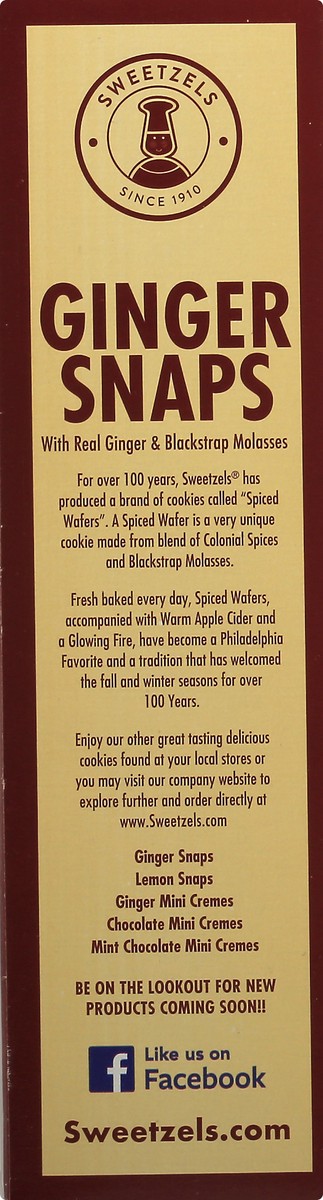 SWEETZELS
SINCE 1910
GINGER
SNAPS
With Real Ginger & Blackstrap Molasses
For over 100 years, Sweetzels® has
produced a brand of cookies called “Spiced
Wafers”. A Spiced Wafer is a very unique
cookie made from blend of Colonial Spices
and Blackstrap Molasses.
Fresh baked every day, Spiced Wafers,
accompanied with Warm Apple Cider and
a Glowing Fire, have become a Philadelphia
Favorite and a tradition that has welcomed
the fall and winter seasons for over
100 Years.
Enjoy our other great tasting delicious
cookies found at your local stores or
you may visit our company website to
explore further and order directly at
www.Sweetzels.com
Ginger Snaps
Lemon Snaps
Ginger Mini Cremes
Chocolate Mini Cremes
Mint Chocolate Mini Cremes
BE ON THE LOOKOUT FOR NEW
PRODUCTS COMING SOON!!
f
Like us on
Facebook
Sweetzels.com